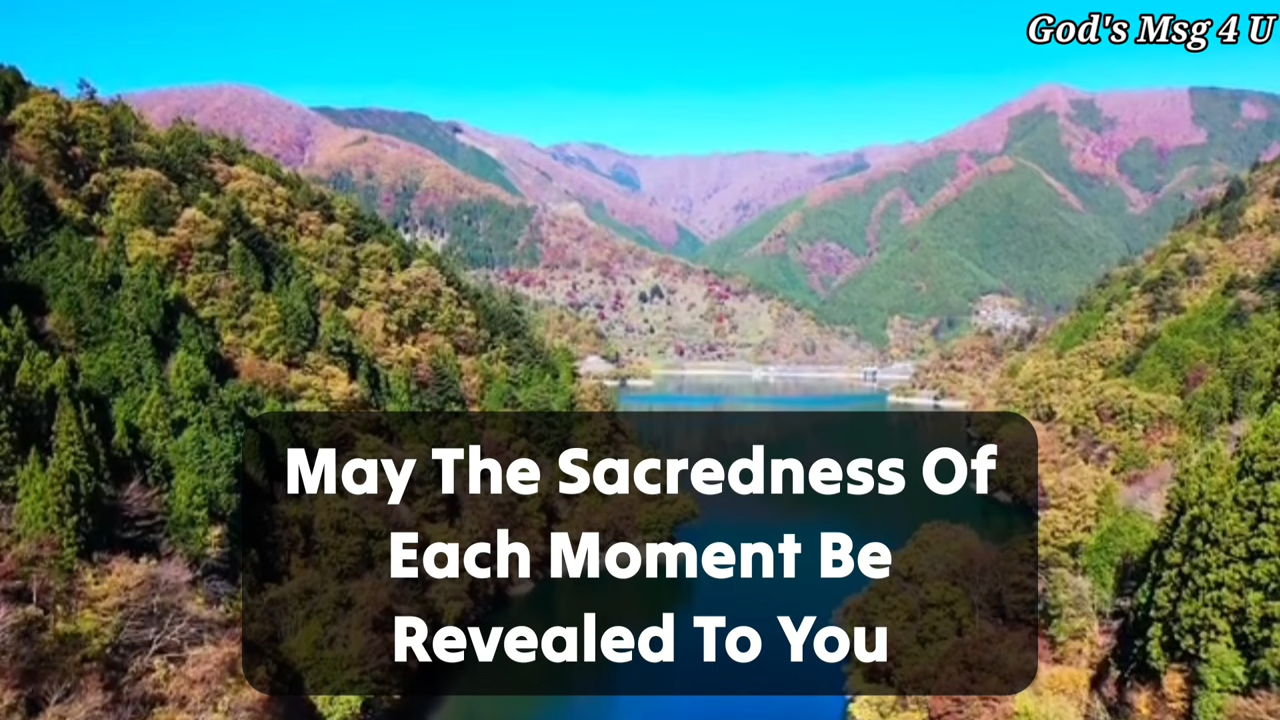 God's Msg 4 U
May The Sacredness Of
Each Moment Be
Revealed To You